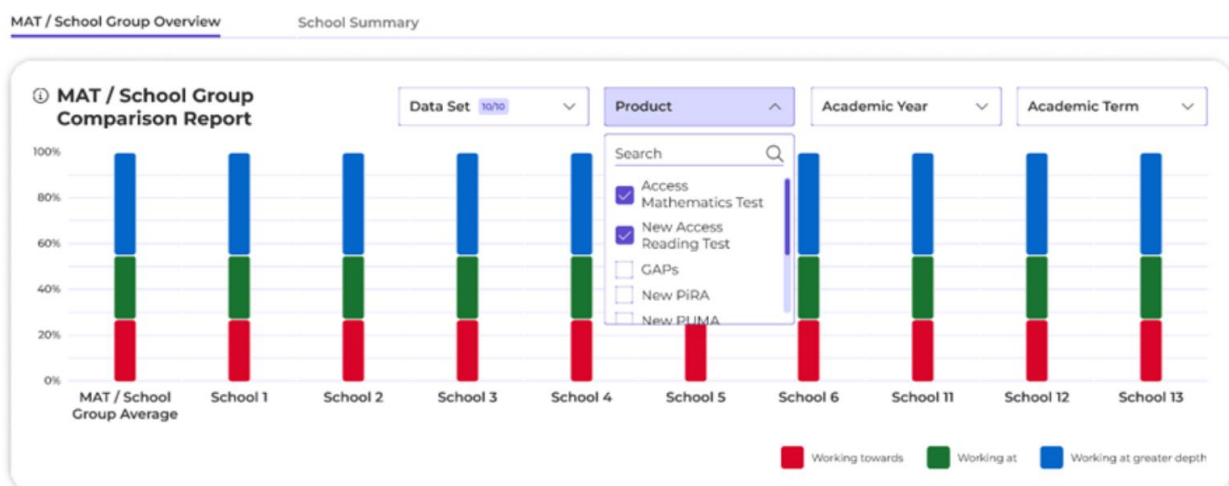 MAT / School Group Overview
School Summary
MAT / School Group
Comparison Report
Data Set 10/10
Product
Academic Year
Academic Term
Search
Access
Mathematics Test
New Access
Reading Test
GAPs
New PiRA
New PUMA
100%
80%
60%
40%
20%
0%
MAT / School
Group Average
School 1
School 2
School 3
School 4
School 5
School 6
School 11
School 12
School 13
Working towards
Working at
Working at greater depth